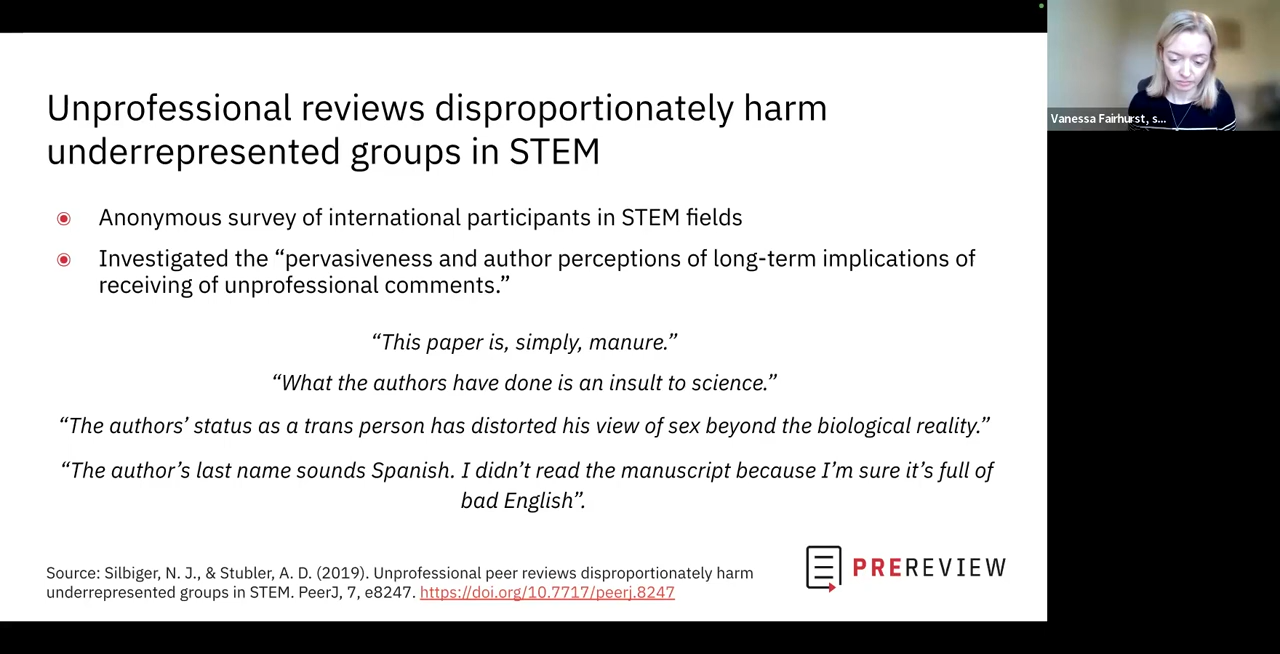 Unprofessional reviews disproportionately harm
underrepresented groups in STEM
Anonymous survey of international participants in STEM fields
Investigated the “pervasiveness and author perceptions of long-term implications of
receiving of unprofessional comments.”
“This paper is, simply, manure.”
“What the authors have done is an insult to science.”
“The authors’ status as a trans person has distorted his view of sex beyond the biological reality.”
“The author’s last name sounds Spanish. I didn’t read the manuscript because I’m sure it’s full of
bad English”.
Source: Silbiger, N. J., & Stubler, A. D. (2019). Unprofessional peer reviews disproportionately harm
underrepresented groups in STEM. PeerJ, 7, e8247. https://doi.org/10.7717/peerj.8247
PREREVIEW
Vanessa Fairhurst, s...